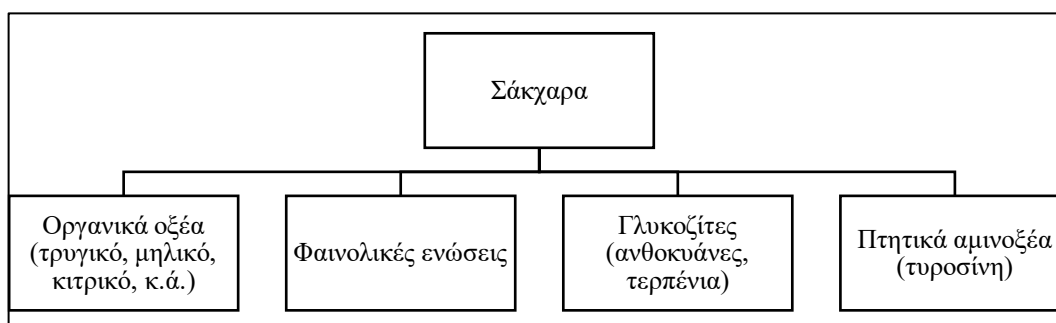 Σάκχαρα
Οργανικά οξέα
(τρυγικό, μηλικό,
κιτρικό, κ.ά.)
Φαινολικές ενώσεις
Γλυκοζίτες
(ανθοκυάνες,
τερπένια)
Πτητικά αμινοξέα
(τυροσίνη)